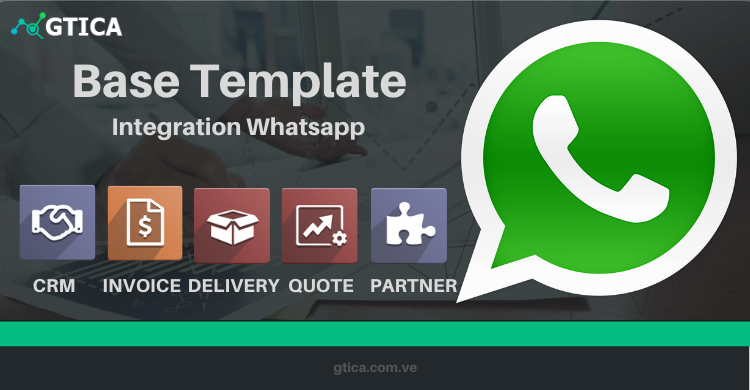 GTICA
Base Template
Integration Whatsapp
$
CRM INVOICE DELIVERY QUOTE PARTNER
gtica.com.ve